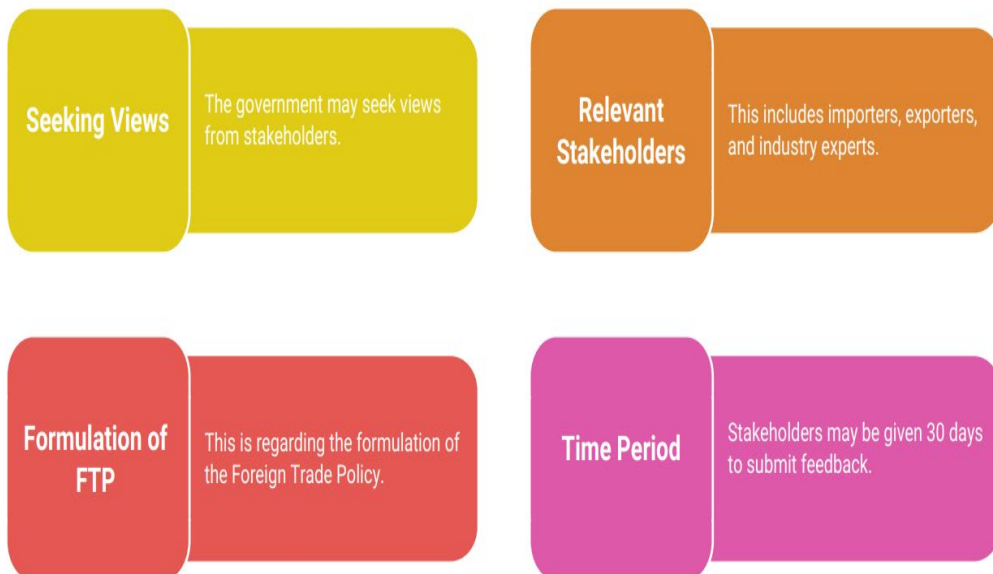 Seeking Views
The government may seek views
from stakeholders.
Relevant
Stakeholders
This includes importers, exporters,
and industry experts.
Formulation of
FTP
This is regarding the formulation of
the Foreign Trade Policy.
Time Period
Stakeholders may be given 30 days
to submit feedback.